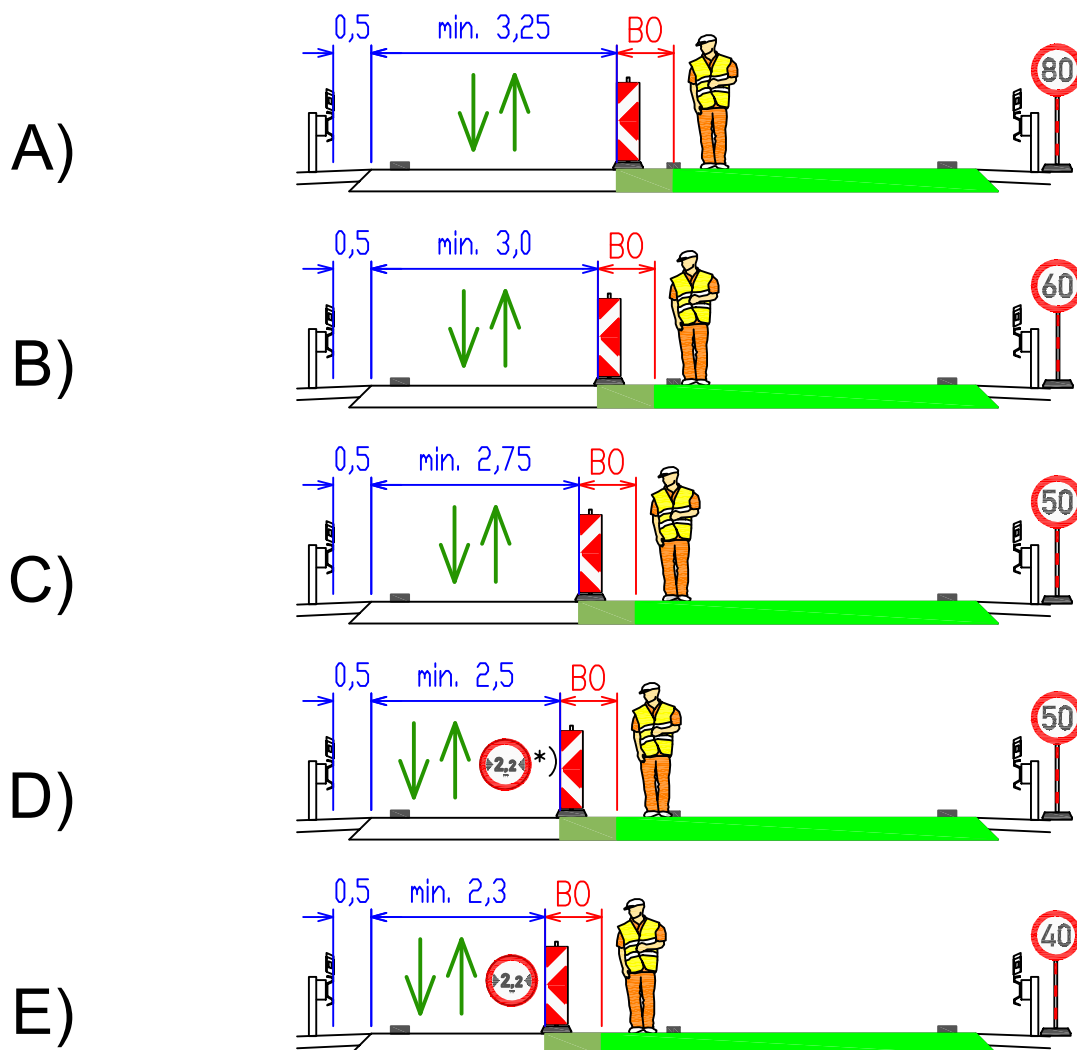 0,5 min. 3,25 BO
A) 80
0,5 min. 3,0 BO
B) 60
0,5 min. 2,75 BO
C) 50
0,5 min. 2,5 BO
D) 2,2 *) 50
0,5 min. 2,3 BO
E) 2,2 40